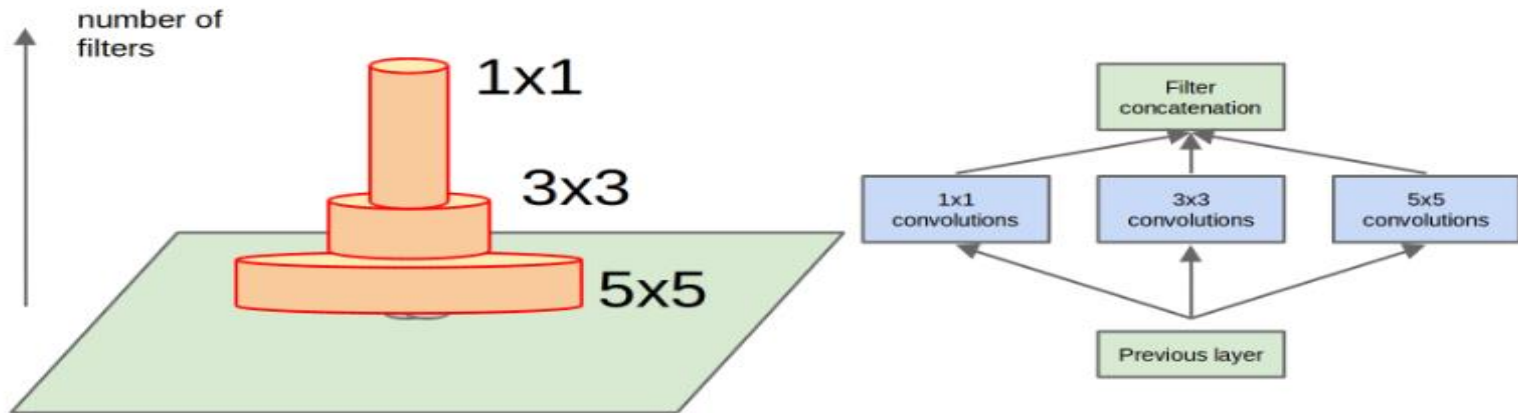 number of
filters
1x1
3x3
5x5
Filter
concatenation
1x1
convolutions
3x3
convolutions
5x5
convolutions
Previous layer